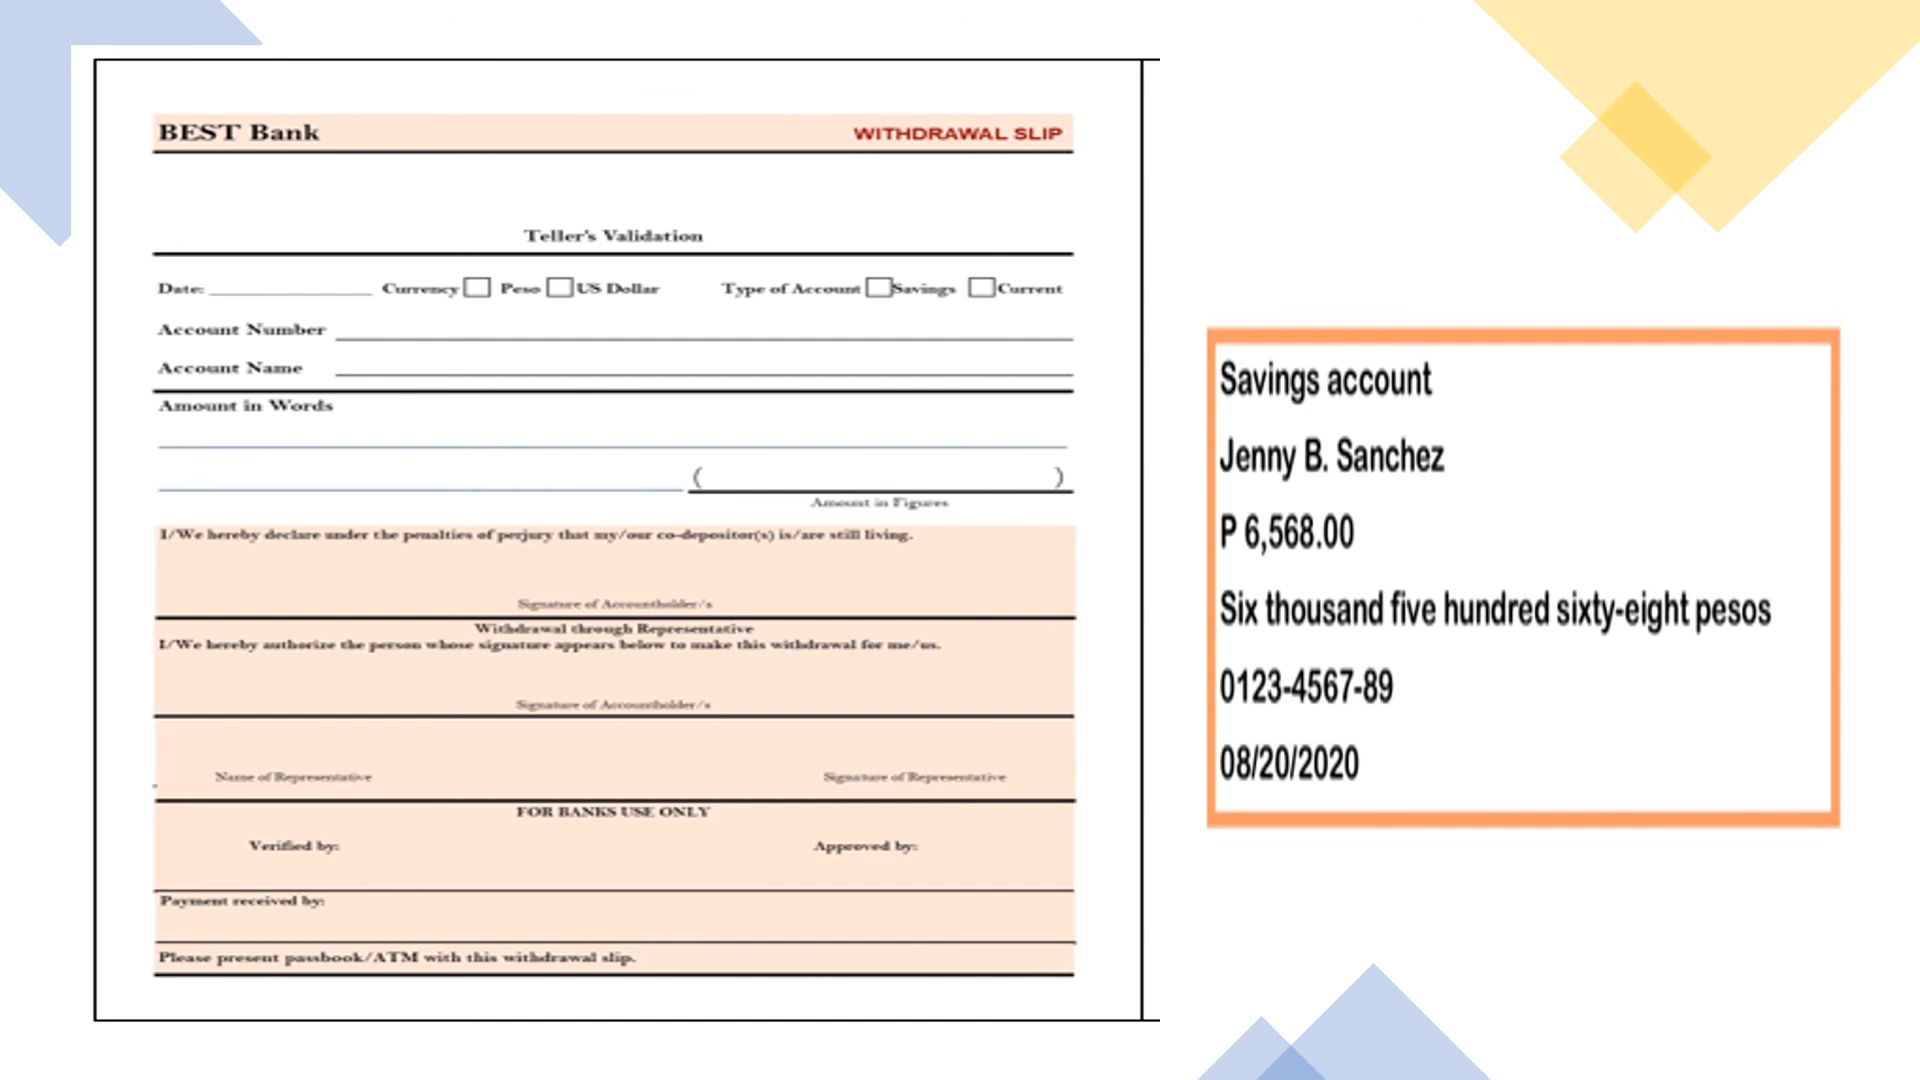 BEST Bank WITHDRAWAL SLIP
Teller's Validation
Date: ____________ Currency Peso US Dollar Type of Account Savings Current
Account Number
Account Name
Amount in Words
( )
Amount in Figures
I/We hereby declare under the penalties of perjury that my/our co-depositor(s) is/are still living.
Signature of Accountholder/s
Withdrawal through Representative
I/We hereby authorize the person whose signature appears below to make this withdrawal for me/us.
Signature of Accountholder/s
Name of Representative Signature of Representative
FOR BANKS USE ONLY
Verified by: Approved by:
Payment received by:
Please present passbook/ATM with this withdrawal slip.
Savings account
Jenny B. Sanchez
P 6,568.00
Six thousand five hundred sixty-eight pesos
0123-4567-89
08/20/2020